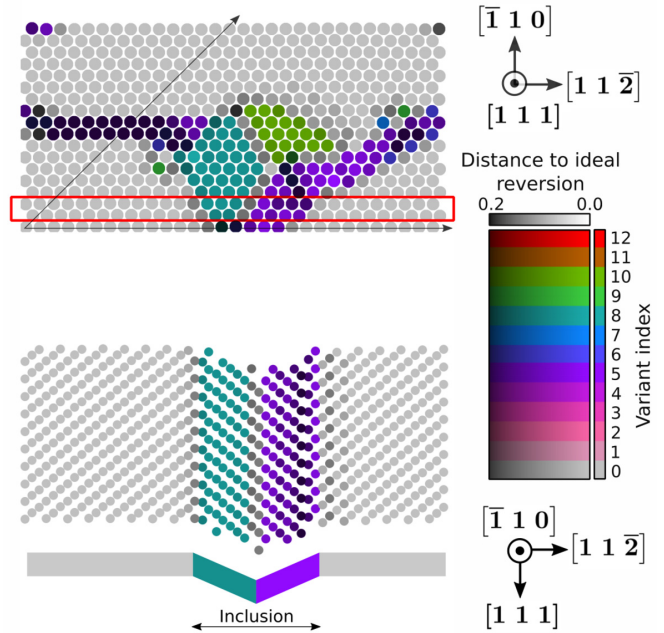 [1̅ 1 0]
[1 1 2̅]
[1 1 1]
Distance to ideal
reversion
0.2 0.0
12
11
10
9
8
7
6
5
4
3
2
1
0
Variant index
[1̅ 1 0]
[1 1 2̅]
[1 1 1]
Inclusion